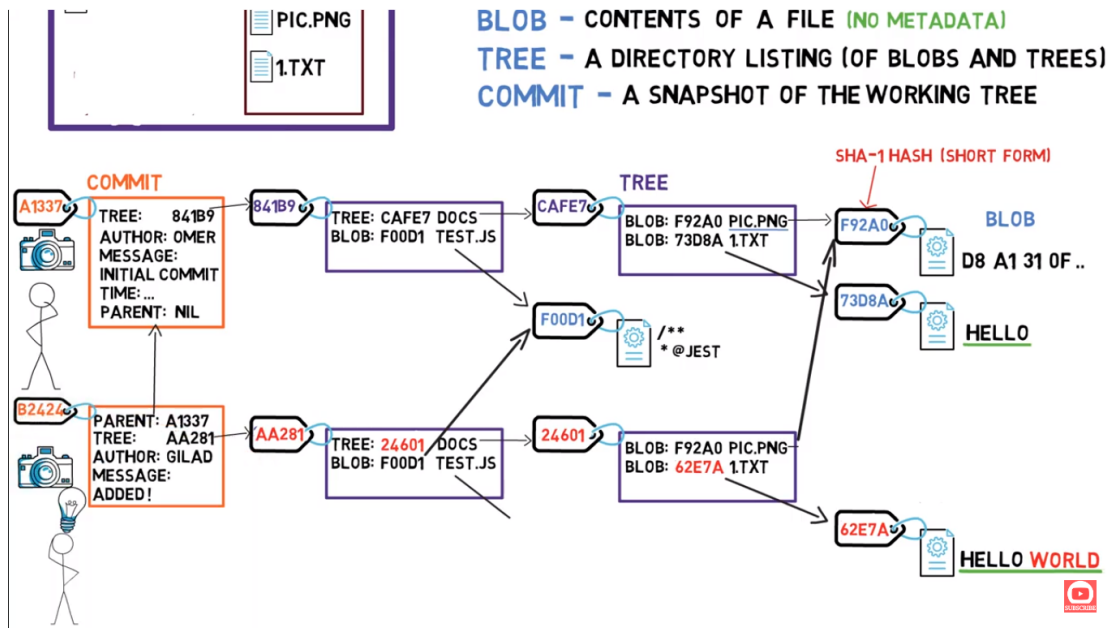 PIC.PNG
1.TXT
BLOB - CONTENTS OF A FILE (NO METADATA)
TREE - A DIRECTORY LISTING (OF BLOBS AND TREES)
COMMIT - A SNAPSHOT OF THE WORKING TREE
SHA-1 HASH (SHORT FORM)
COMMIT
TREE
BLOB
A1337
TREE: 841B9
AUTHOR: OMER
MESSAGE:
INITIAL COMMIT
TIME: ...
PARENT: NIL
841B9
TREE: CAFE7 DOCS
BLOB: F00D1 TEST.JS
CAFE7
BLOB: F92A0 PIC.PNG
BLOB: 73D8A 1.TXT
F92A0
D8 A1 31 0F ..
73D8A
HELLO
F00D1
/**
* @JEST
B2424
PARENT: A1337
TREE: AA281
AUTHOR: GILAD
MESSAGE:
ADDED!
AA281
TREE: 24601 DOCS
BLOB: F00D1 TEST.JS
24601
BLOB: F92A0 PIC.PNG
BLOB: 62E7A 1.TXT
62E7A
HELLO WORLD
SUBSCRIBE